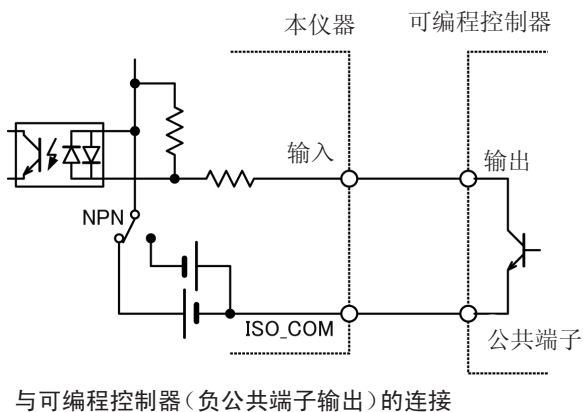 本仪器
可编程控制器
输入
输出
NPN
ISO_COM
公共端子
与可编程控制器（负公共端子输出）的连接